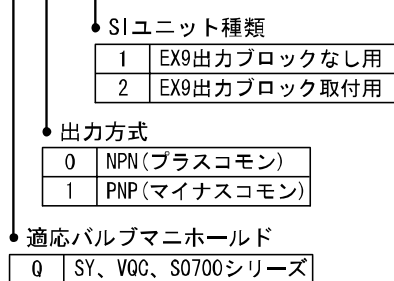 SIユニット種類
1 EX9出力ブロックなし用
2 EX9出力ブロック取付用
出力方式
0 NPN(プラスコモン)
1 PNP(マイナスコモン)
適応バルブマニホールド
Q SY、VQC、S0700シリーズ